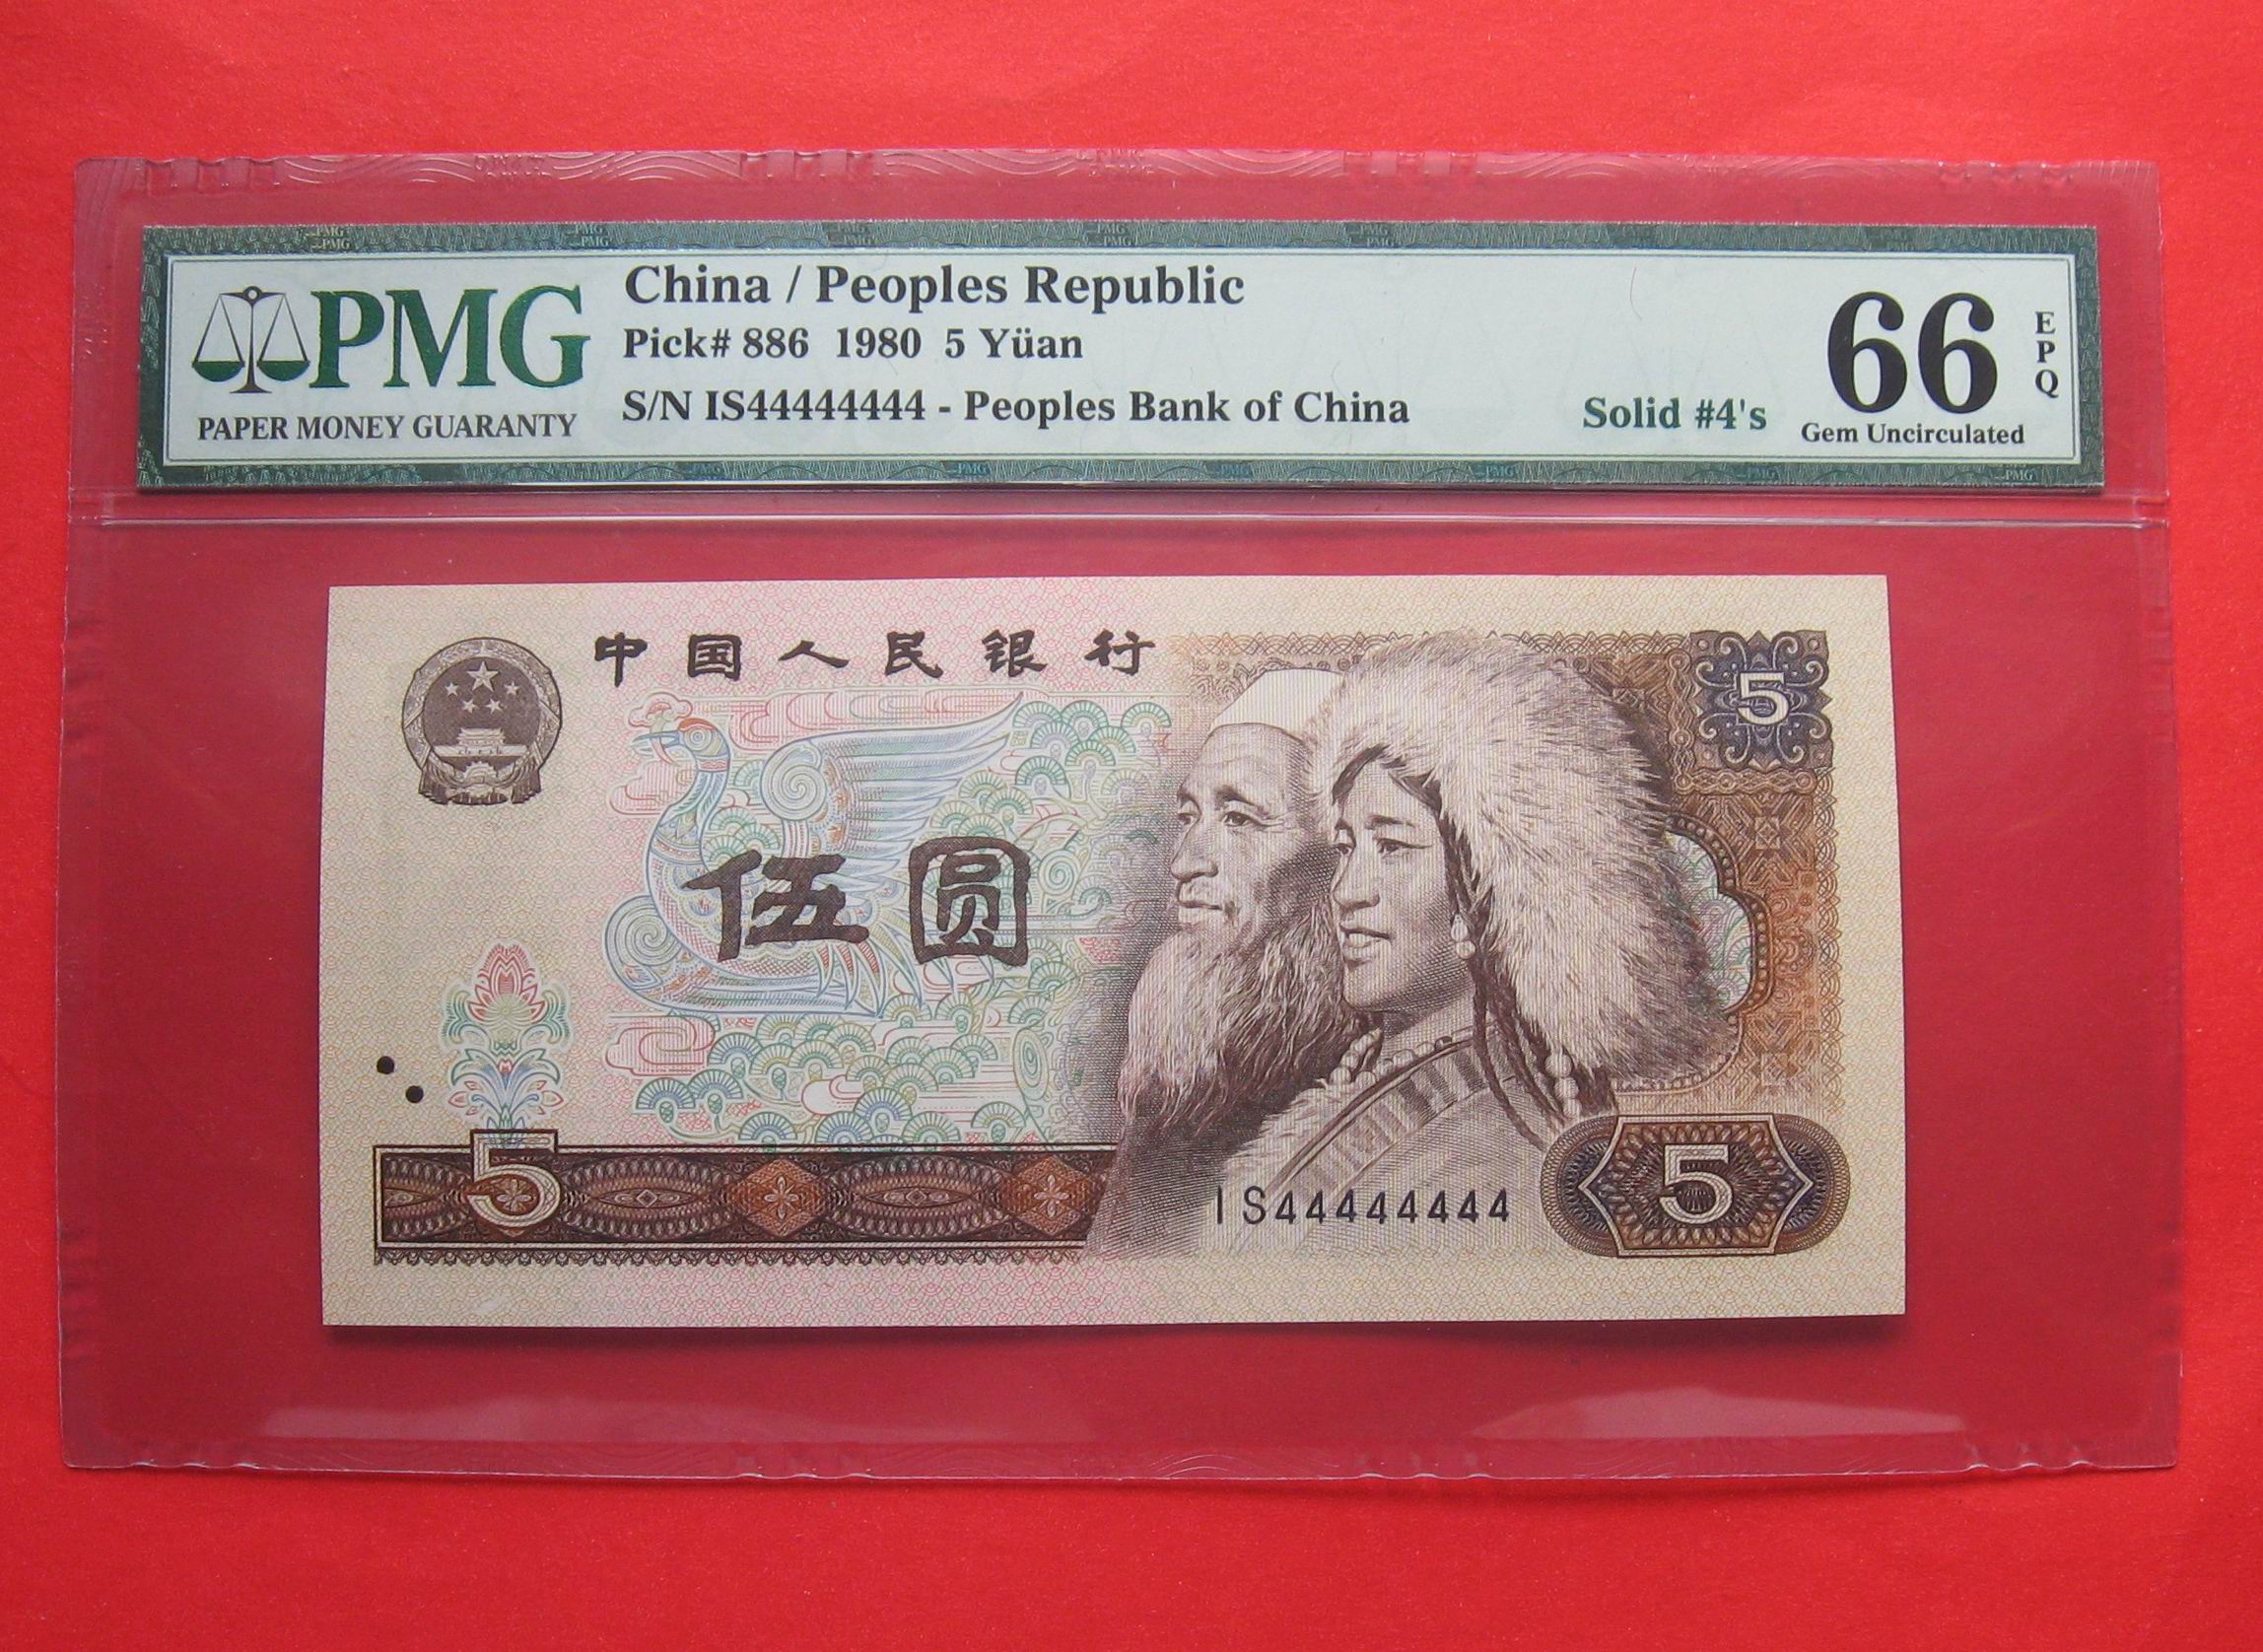 PMG
PAPER MONEY GUARANTY
China / Peoples Republic
Pick# 886 1980 5 Yüan
S/N IS44444444 - Peoples Bank of China
Solid #4's
66
EPQ
Gem Uncirculated
中国人民银行
5
伍圆
5
IS44444444
5